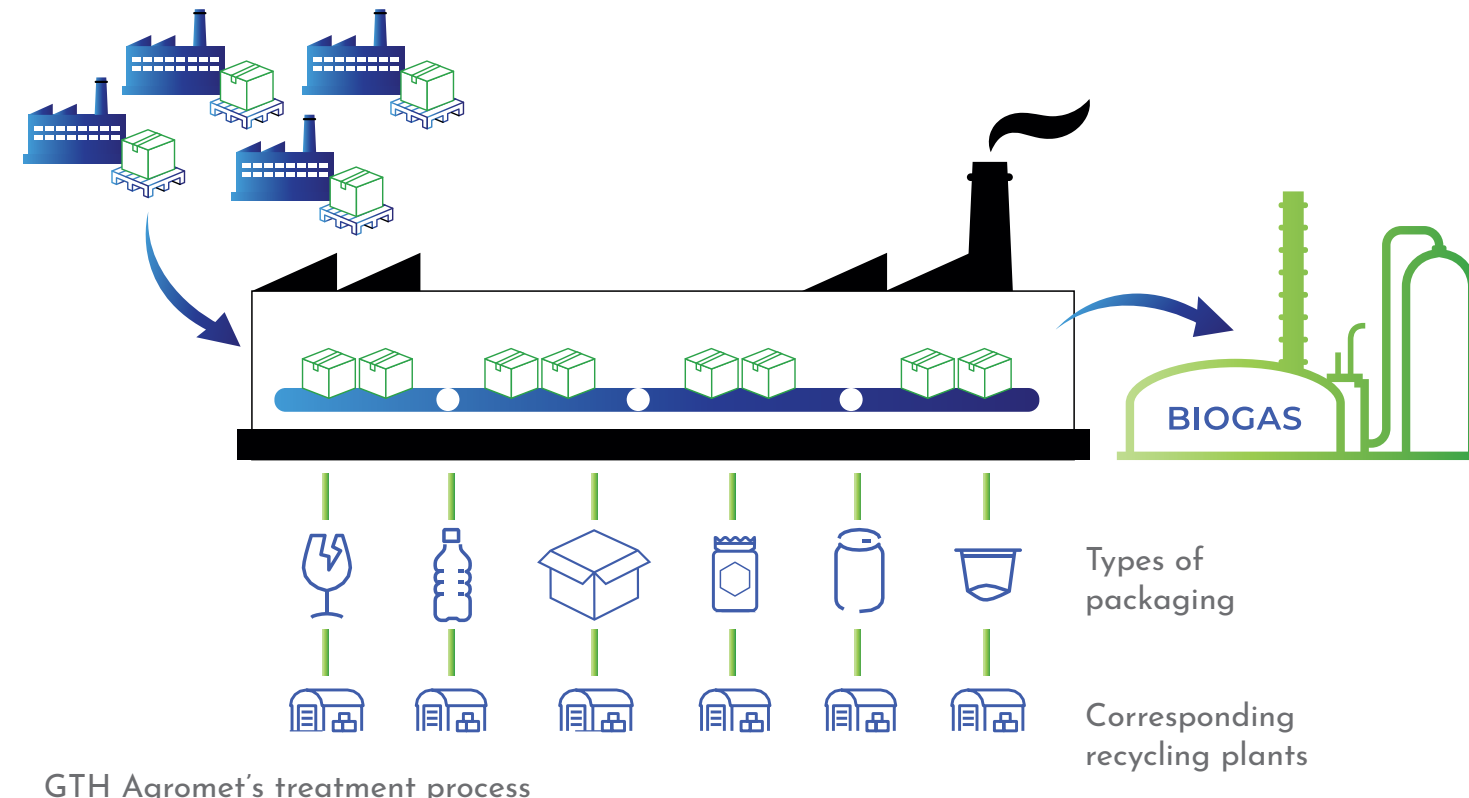 BIOGAS
Types of
packaging
Corresponding
recycling plants
GTH Agromet's treatment process